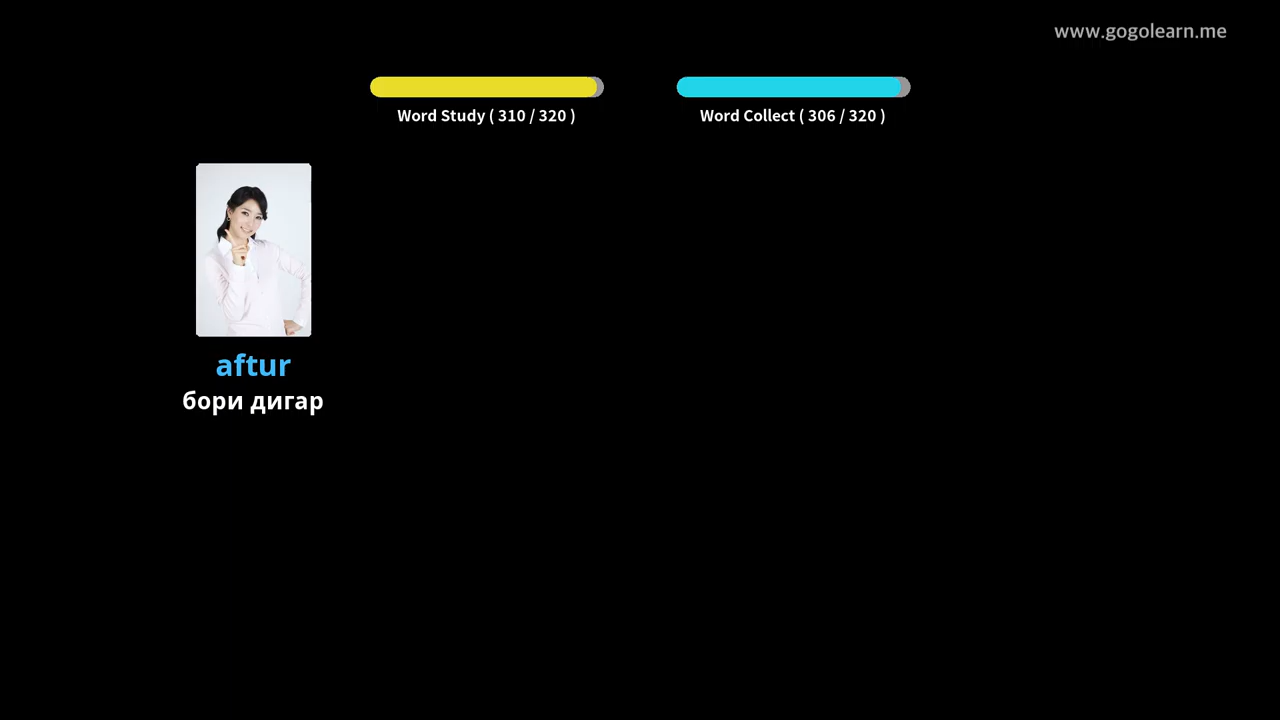 www.gogolearn.me
Word Study ( 310 / 320 )
Word Collect ( 306 / 320 )
aftur
бори дигар